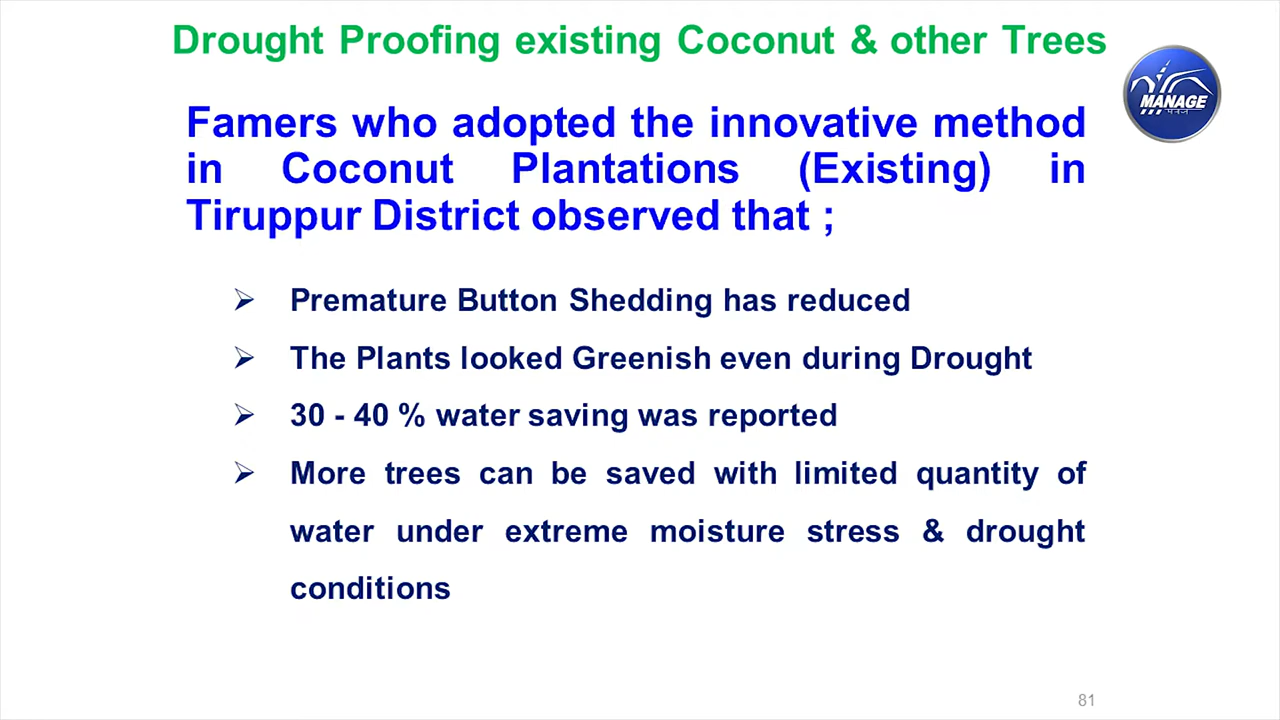 Drought Proofing existing Coconut & other Trees
MANAGE
मैनेज
Famers who adopted the innovative method
in Coconut Plantations (Existing) in
Tiruppur District observed that ;
➢ Premature Button Shedding has reduced
➢ The Plants looked Greenish even during Drought
➢ 30 - 40 % water saving was reported
➢ More trees can be saved with limited quantity of
water under extreme moisture stress & drought
conditions
81